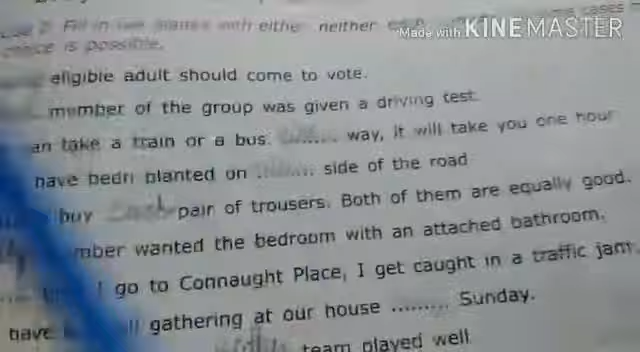 Fill in with either neither cases
is possible.
Made with KINEMASTER
eligible adult should come to vote.
member of the group was given a driving test.
an take a train or a bus. ........ way, it will take you one hour
have bedn planted on ........ side of the road
buy pair of trousers. Both of them are equally good.
mber wanted the bedroom with an attached bathroom.
I go to Connaught Place, I get caught in a traffic jam.
have ll gathering at our house ......... Sunday.
team played well